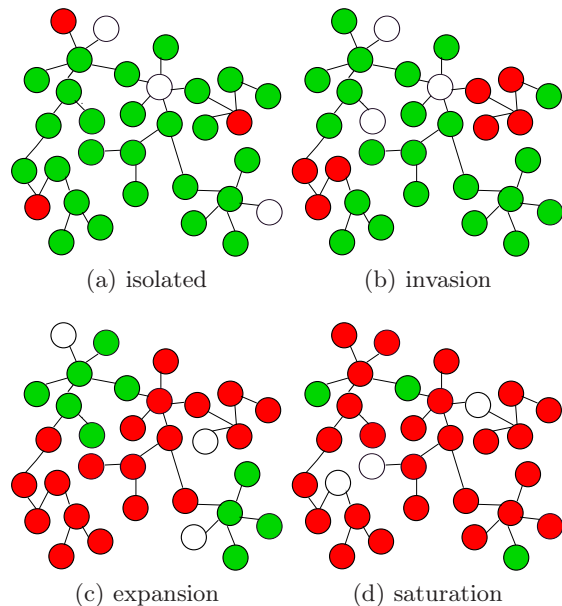 (a) isolated
(b) invasion
(c) expansion
(d) saturation